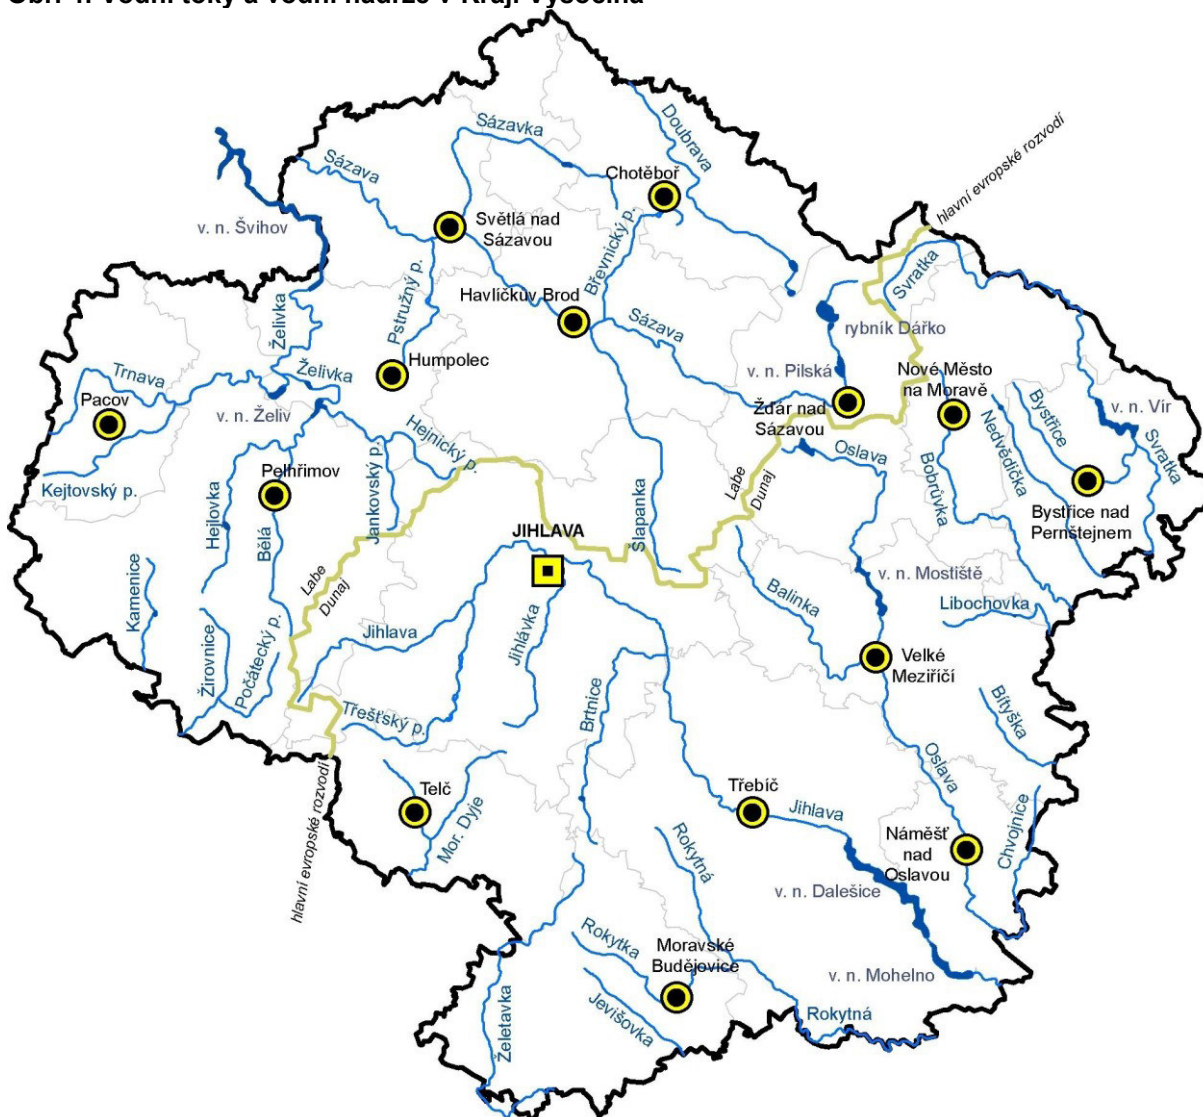 Obr. 4: Vodní toky a vodní nádrže v Kraji Vysočina
Sázavka
Doubrava
hlavní evropské rozvodí
Sázava
Chotěboř
v. n. Švihov
Světlá nad
Sázavou
Břevnický p.
Svratka
Pstružný p.
Havlíčkův Brod
Želivka
Sázava
rybník Dářko
Trnava
Želivka
Humpolec
v. n. Pilská
Nové Město
na Moravě
Pacov
v. n. Želiv
Žďár nad
Sázavou
Bystřice
v. n. Vír
Hejnický p.
Oslava
Nedvědička
Svratka
Kejtovský p.
Pelhřimov
Jankovský p.
Labe
Dunaj
Bobrůvka
Hejlovka
Bělá
Šlapanka
Bystřice nad
Pernštejnem
JIHLAVA
Labe
Dunaj
v. n. Mostiště
Kamenice
Balinka
Libochovka
Žirovnice
Počátecký p.
Jihlava
Jihlávka
Velké
Meziříčí
Třešťský p.
Brtnice
Bítyška
hlavní evropské rozvodí
Telč
Mor. Dyje
Třebíč
Jihlava
Oslava
Rokytná
Náměšť
nad
Oslavou
Chvojnice
v. n. Dalešice
Rokytka
Moravské
Budějovice
v. n. Mohelno
Želetavka
Jevišovka
Rokytná